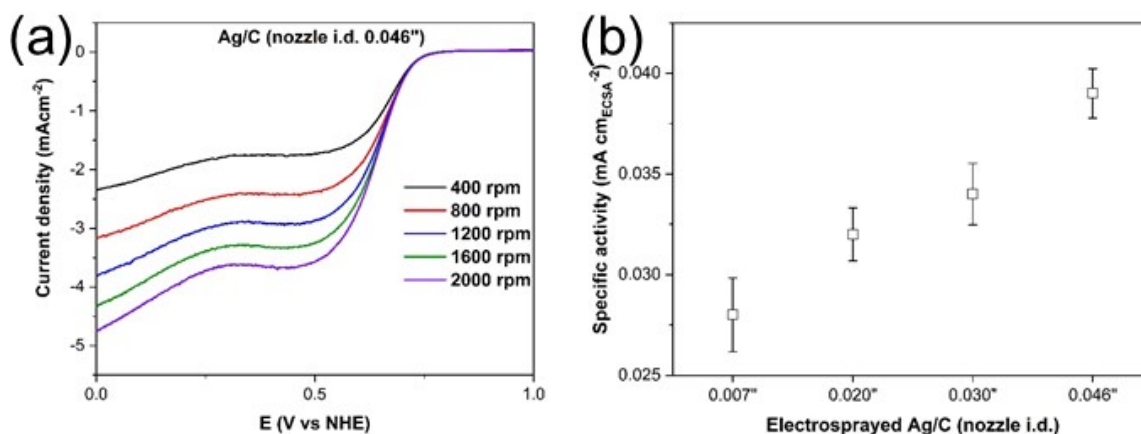 (a)
Ag/C (nozzle i.d. 0.046")
0
-1
-2
-3
-4
-5
Current density (mAcm⁻²)
400 rpm
800 rpm
1200 rpm
1600 rpm
2000 rpm
0.0
0.5
1.0
E (V vs NHE)
(b)
0.040
0.035
0.030
0.025
Specific activity (mA cm_ECSA⁻²)
0.007"
0.020"
0.030"
0.046"
Electrosprayed Ag/C (nozzle i.d.)